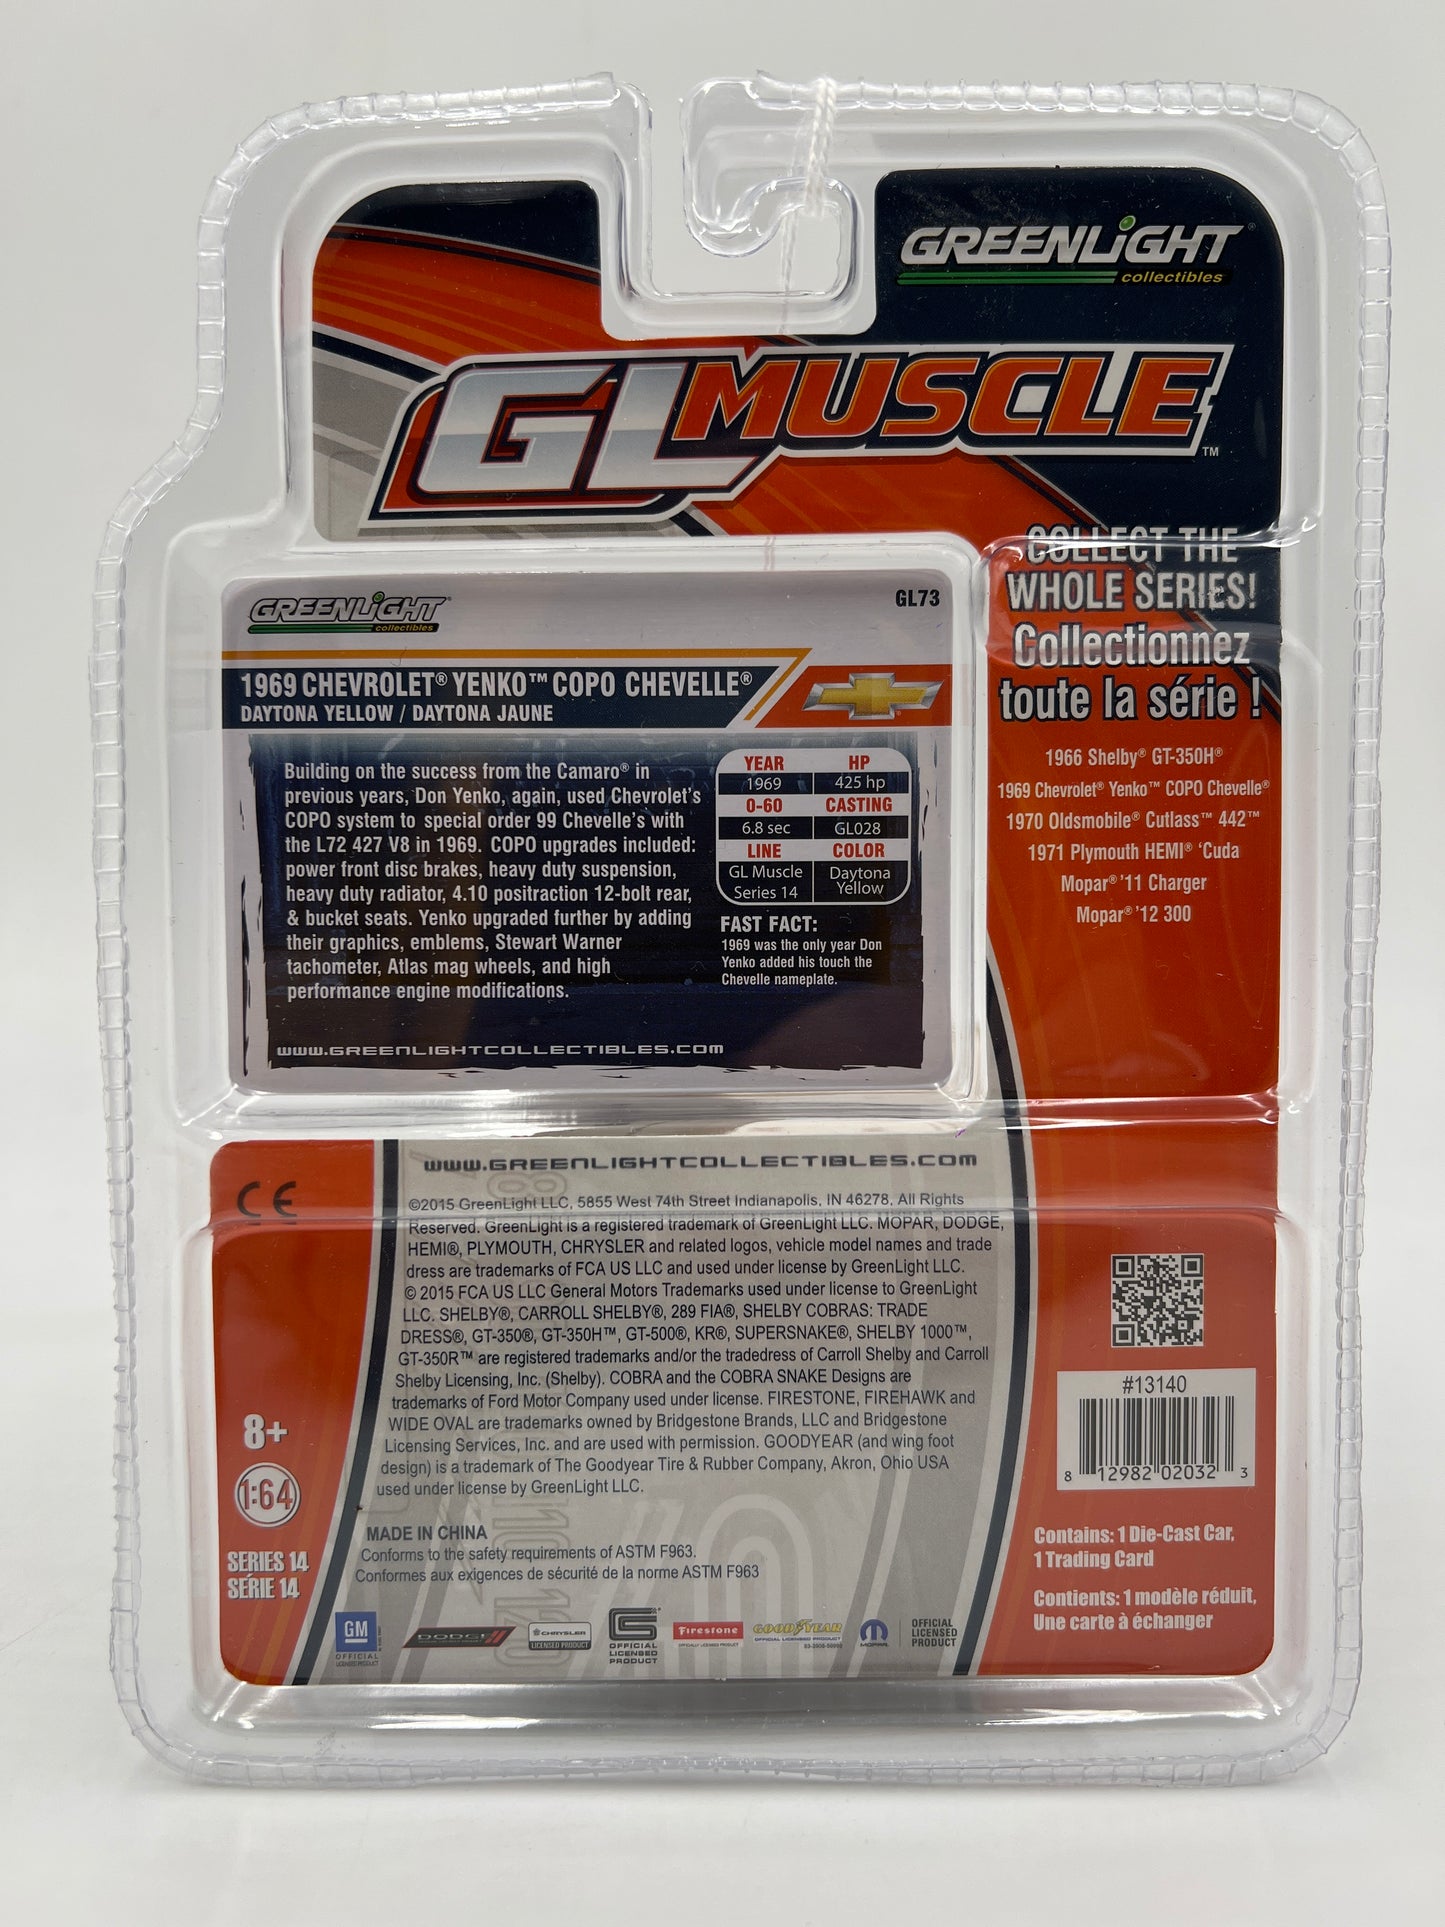 GREENLiGHT®
collectibles
GL MUSCLE™
COLLECT THE
WHOLE SERIES!
Collectionnez
toute la série !
1966 Shelby® GT-350H®
1969 Chevrolet® Yenko™ COPO Chevelle®
1970 Oldsmobile® Cutlass™ 442™
1971 Plymouth HEMI® 'Cuda
Mopar® '11 Charger
Mopar® '12 300
GREENLiGHT®
collectibles
GL73
1969 CHEVROLET® YENKO™ COPO CHEVELLE®
DAYTONA YELLOW / DAYTONA JAUNE
Building on the success from the Camaro® in
previous years, Don Yenko, again, used Chevrolet's
COPO system to special order 99 Chevelle's with
the L72 427 V8 in 1969. COPO upgrades included:
power front disc brakes, heavy duty suspension,
heavy duty radiator, 4.10 positraction 12-bolt rear,
& bucket seats. Yenko upgraded further by adding
their graphics, emblems, Stewart Warner
tachometer, Atlas mag wheels, and high
performance engine modifications.
YEAR HP
1969 425 hp
0-60 CASTING
6.8 sec GL028
LINE COLOR
GL Muscle Daytona
Series 14 Yellow
FAST FACT:
1969 was the only year Don
Yenko added his touch the
Chevelle nameplate.
www.GREENLIGHTCOLLECTIBLES.com
www.GREENLIGHTCOLLECTIBLES.com
CE
©2015 GreenLight LLC, 5855 West 74th Street Indianapolis, IN 46278. All Rights
Reserved. GreenLight is a registered trademark of GreenLight LLC. MOPAR, DODGE,
HEMI®, PLYMOUTH, CHRYSLER and related logos, vehicle model names and trade
dress are trademarks of FCA US LLC and used under license by GreenLight LLC.
© 2015 FCA US LLC General Motors Trademarks used under license to GreenLight
LLC. SHELBY®, CARROLL SHELBY®, 289 FIA®, SHELBY COBRAS: TRADE
DRESS®, GT-350®, GT-350H™, GT-500®, KR®, SUPERSNAKE®, SHELBY 1000™,
GT-350R™ are registered trademarks and/or the tradedress of Carroll Shelby and Carroll
Shelby Licensing, Inc. (Shelby). COBRA and the COBRA SNAKE Designs are
trademarks of Ford Motor Company used under license. FIRESTONE, FIREHAWK and
WIDE OVAL are trademarks owned by Bridgestone Brands, LLC and Bridgestone
Licensing Services, Inc. and are used with permission. GOODYEAR (and wing foot
design) is a trademark of The Goodyear Tire & Rubber Company, Akron, Ohio USA
used under license by GreenLight LLC.
MADE IN CHINA
Conforms to the safety requirements of ASTM F963.
Conformes aux exigences de sécurité de la norme ASTM F963
8+
1:64
SERIES 14
SÉRIE 14
#13140
8 12982 02032 3
Contains: 1 Die-Cast Car,
1 Trading Card
Contients: 1 modèle réduit,
Une carte à échanger
GM
OFFICIAL
LICENSED PRODUCT
DODGE
CHRYSLER
LICENSED PRODUCT
OFFICIAL
LICENSED
PRODUCT
Firestone
OFFICIALLY LICENSED PRODUCT
GOODYEAR
OFFICIAL LICENSED PRODUCT
MOPAR
OFFICIAL
LICENSED
PRODUCT